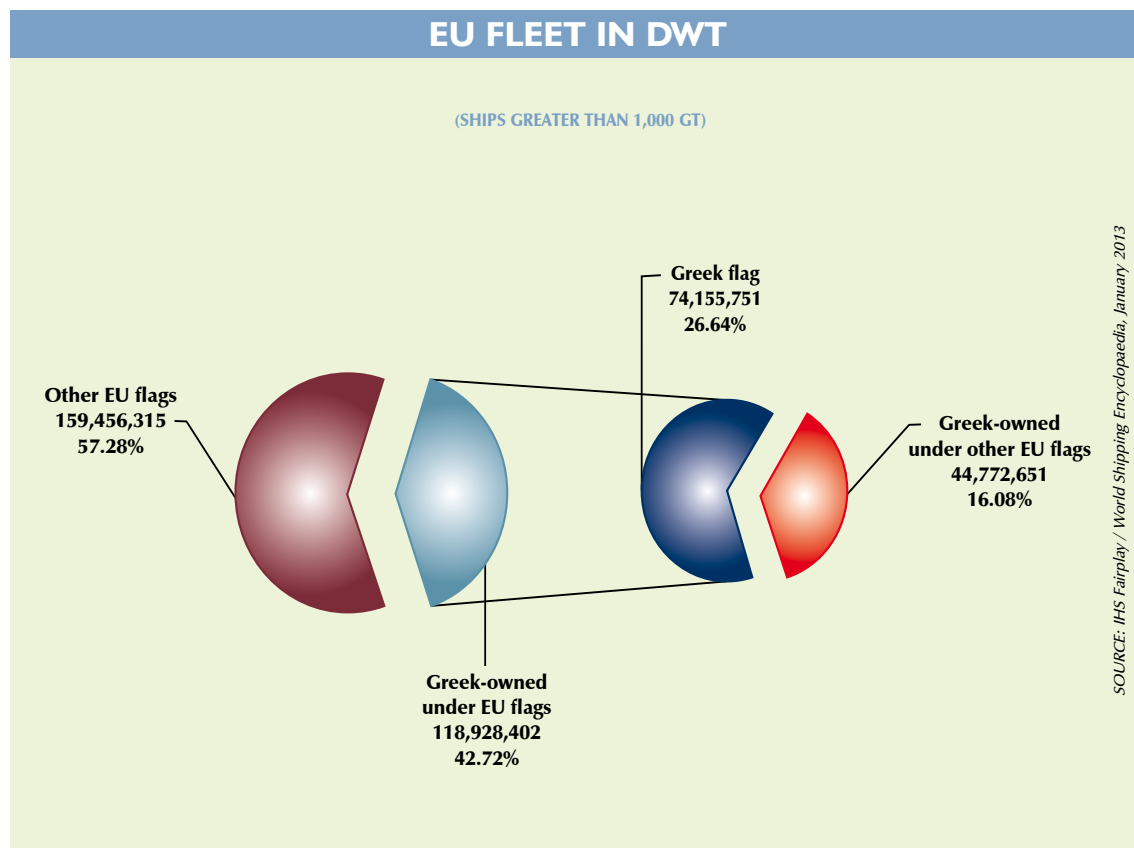 EU FLEET IN DWT
(SHIPS GREATER THAN 1,000 GT)
Greek flag
74,155,751
26.64%
Other EU flags
159,456,315
57.28%
Greek-owned
under other EU flags
44,772,651
16.08%
Greek-owned
under EU flags
118,928,402
42.72%
SOURCE: IHS Fairplay / World Shipping Encyclopaedia, January 2013